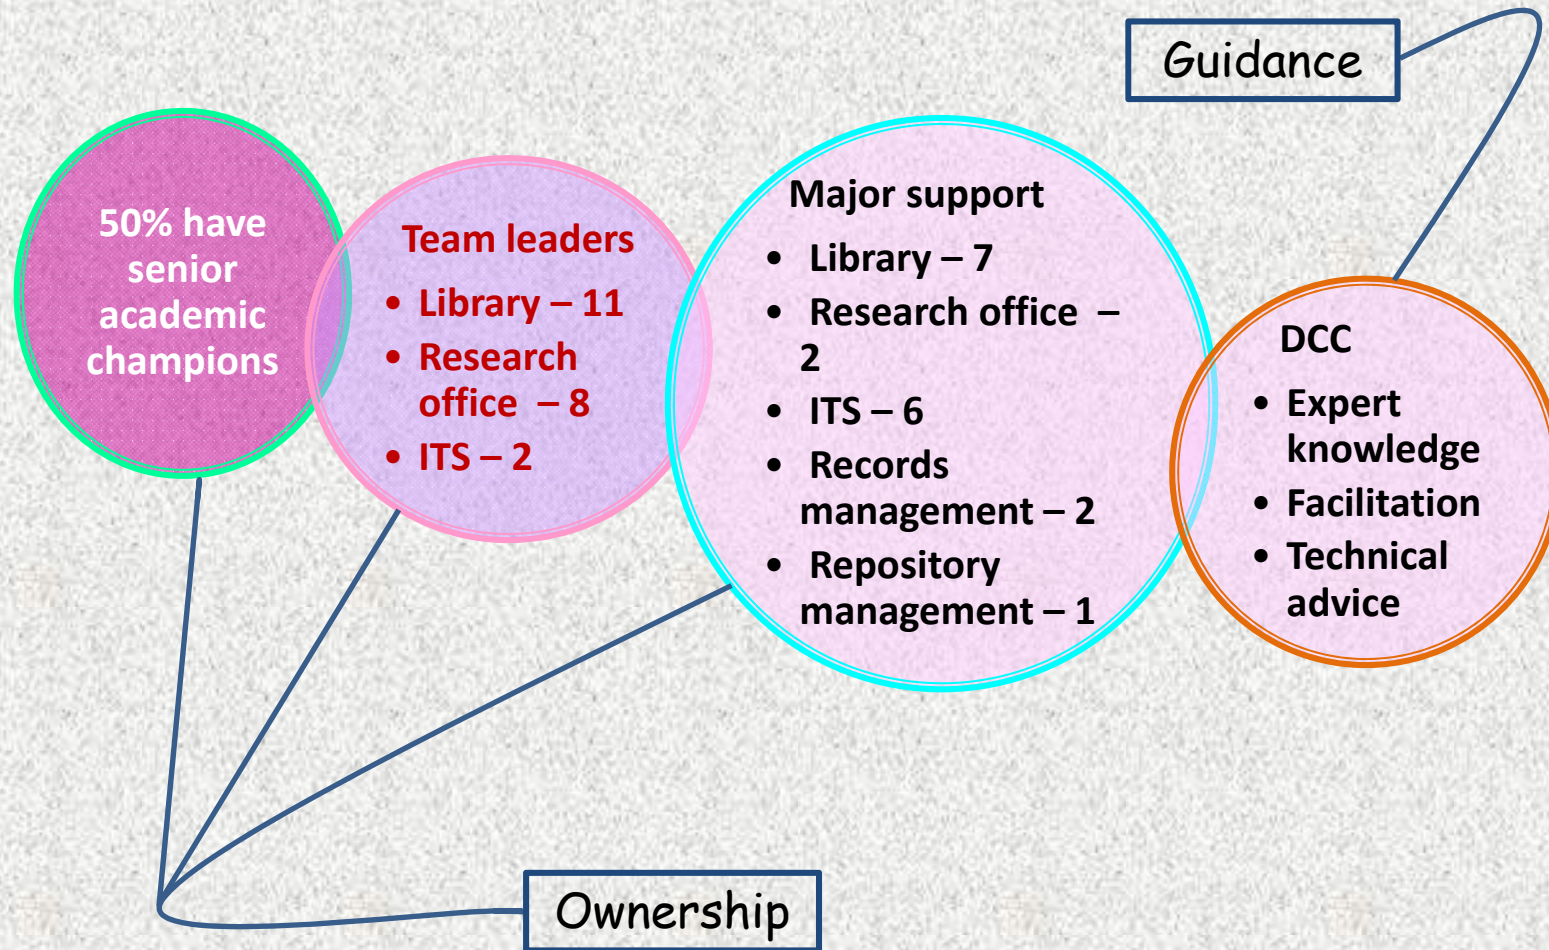 Guidance
50% have
senior
academic
champions
Team leaders
• Library – 11
• Research
office – 8
• ITS – 2
Major support
• Library – 7
• Research office –
2
• ITS – 6
• Records
management – 2
• Repository
management – 1
DCC
• Expert
knowledge
• Facilitation
• Technical
advice
Ownership